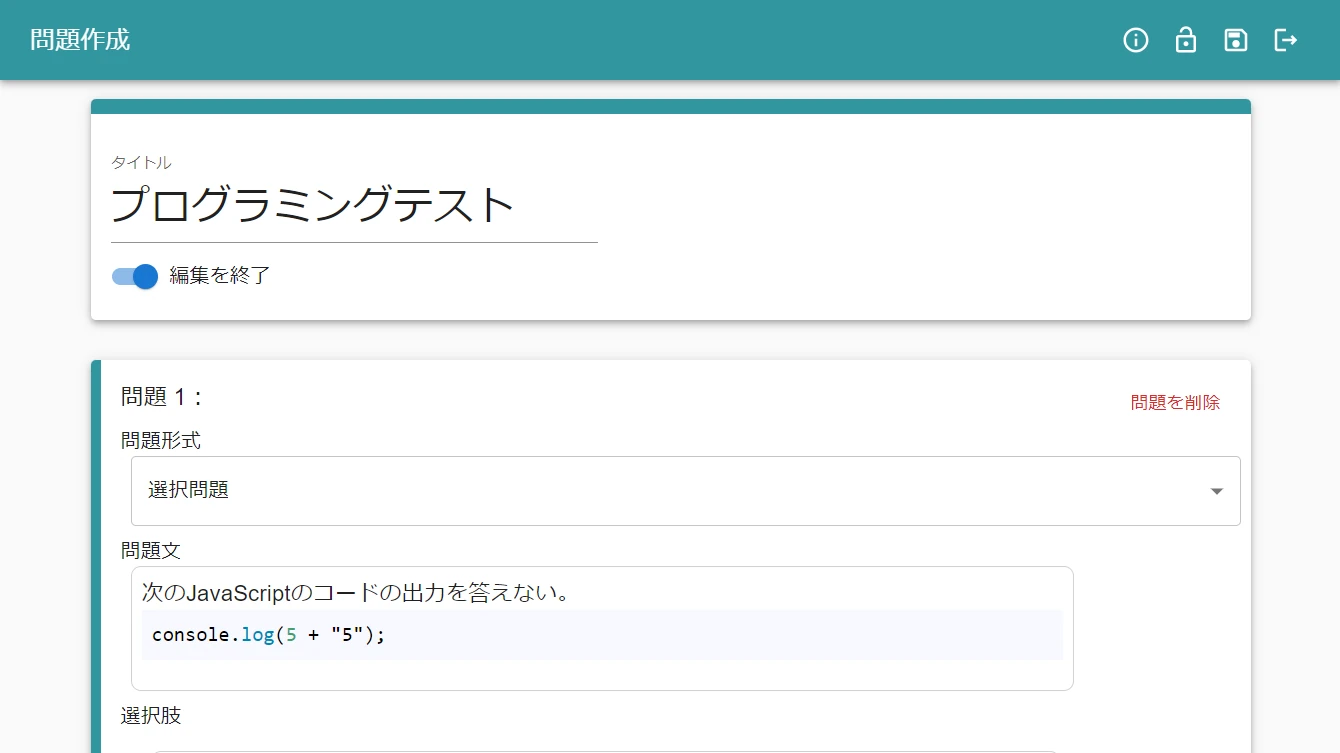 問題作成
タイトル
プログラミングテスト
編集を終了
問題 1 :
問題を削除
問題形式
選択問題
問題文
次のJavaScriptのコードの出力を答えない。
console.log(5 + "5");
選択肢